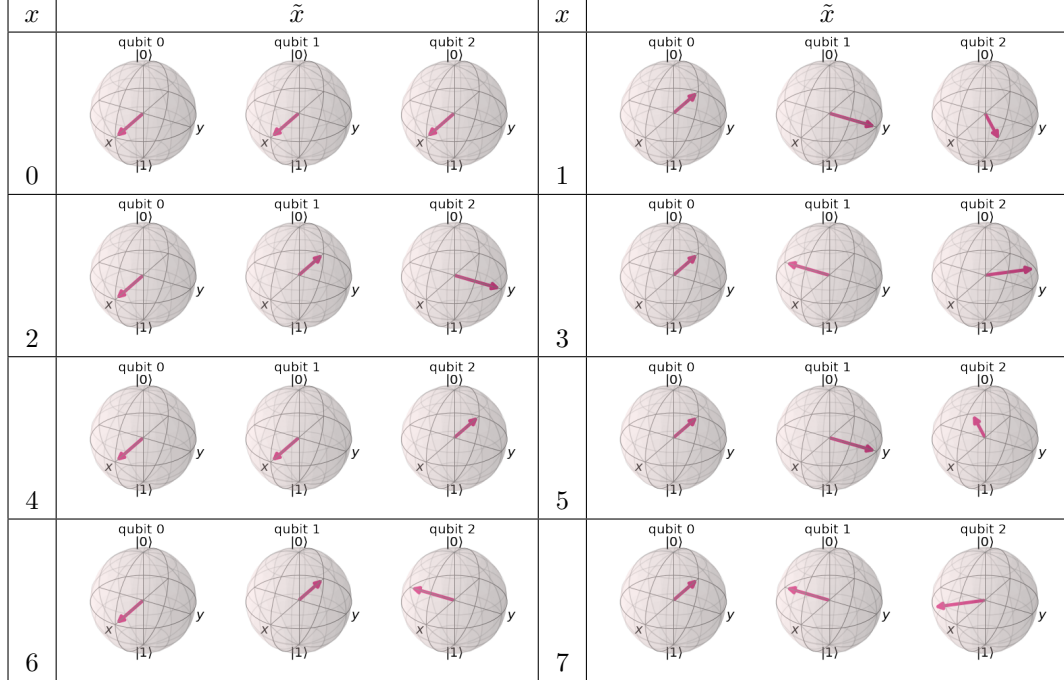 x x̃ x x̃
qubit 0 qubit 1 qubit 2 qubit 0 qubit 1 qubit 2
|0⟩ |0⟩ |0⟩ |0⟩ |0⟩ |0⟩
y y y y y y
x x x x x x
|1⟩ |1⟩ |1⟩ |1⟩ |1⟩ |1⟩
0 1
qubit 0 qubit 1 qubit 2 qubit 0 qubit 1 qubit 2
|0⟩ |0⟩ |0⟩ |0⟩ |0⟩ |0⟩
y y y y y y
x x x x x x
|1⟩ |1⟩ |1⟩ |1⟩ |1⟩ |1⟩
2 3
qubit 0 qubit 1 qubit 2 qubit 0 qubit 1 qubit 2
|0⟩ |0⟩ |0⟩ |0⟩ |0⟩ |0⟩
y y y y y y
x x x x x x
|1⟩ |1⟩ |1⟩ |1⟩ |1⟩ |1⟩
4 5
qubit 0 qubit 1 qubit 2 qubit 0 qubit 1 qubit 2
|0⟩ |0⟩ |0⟩ |0⟩ |0⟩ |0⟩
y y y y y y
x x x x x x
|1⟩ |1⟩ |1⟩ |1⟩ |1⟩ |1⟩
6 7